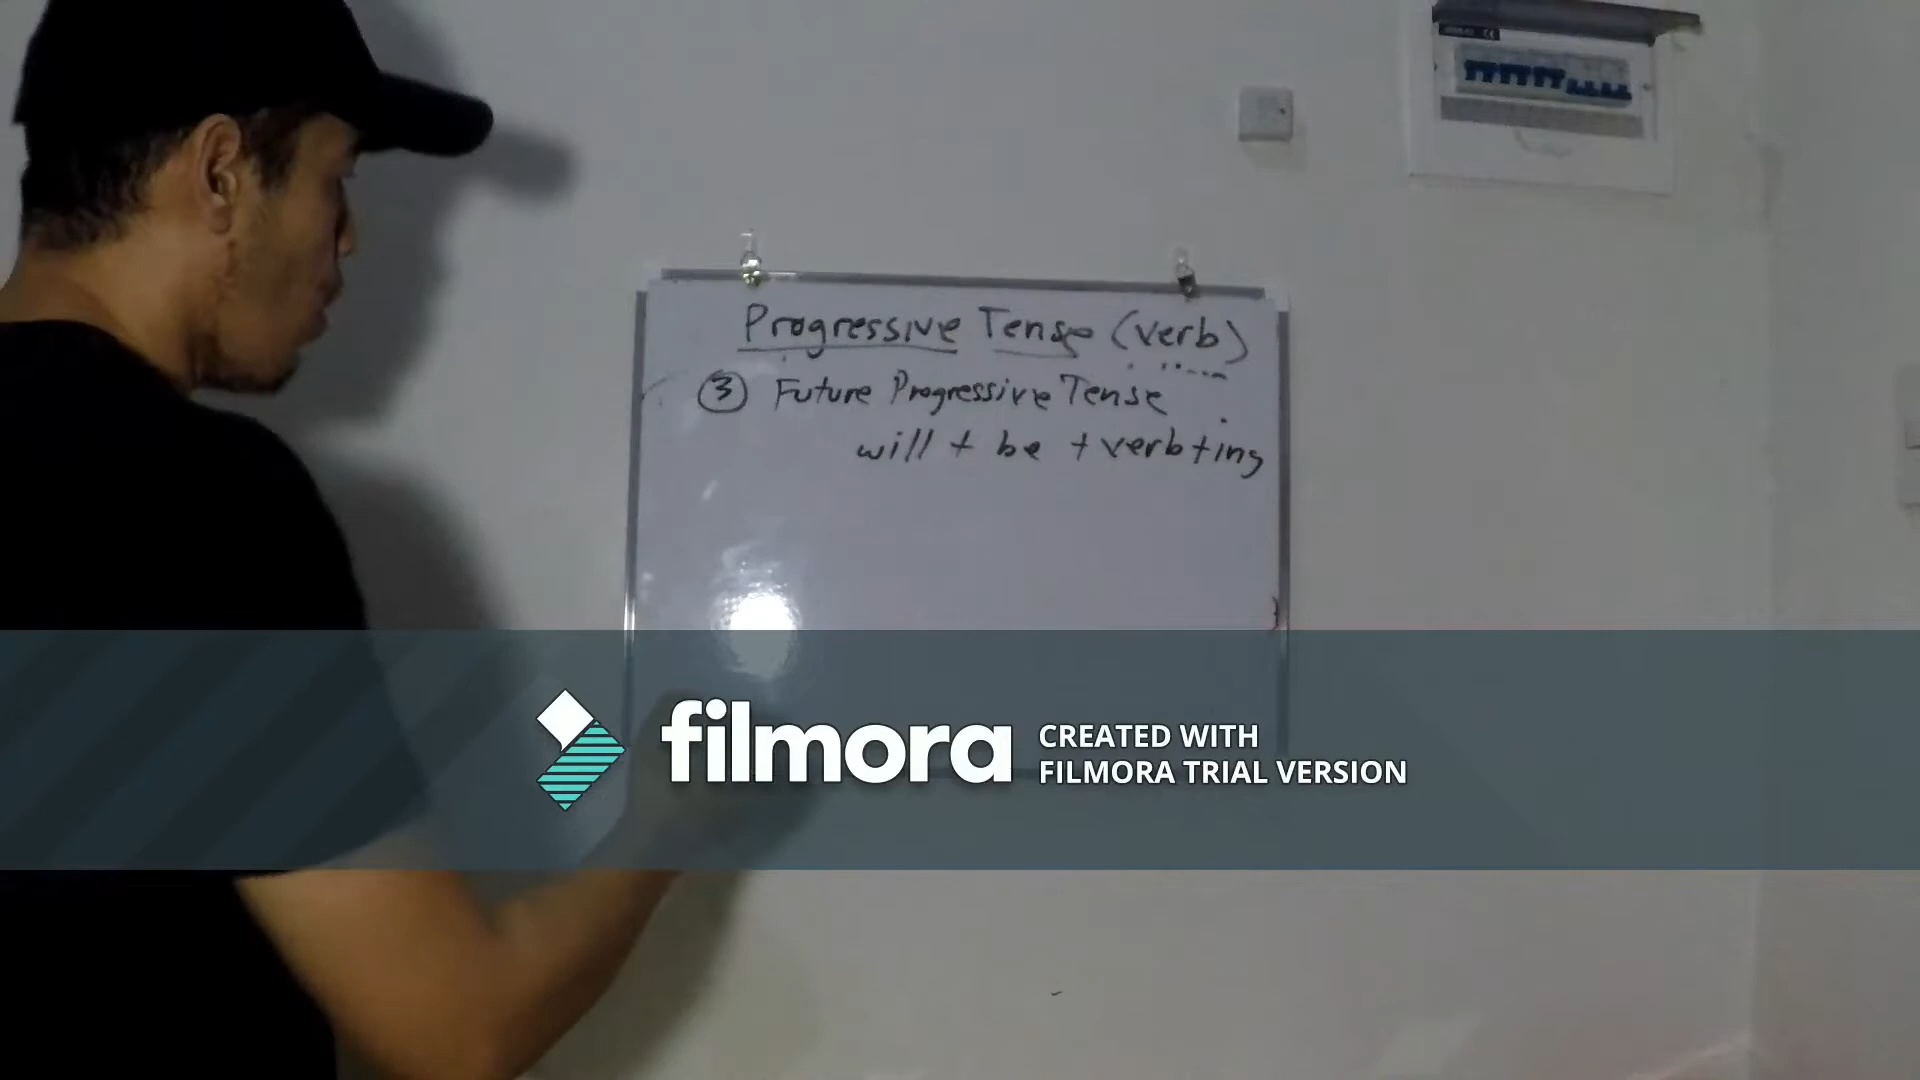 Progressive Tense (verb)
③ Future Progressive Tense
will + be + verb+ing
filmora
CREATED WITH
FILMORA TRIAL VERSION